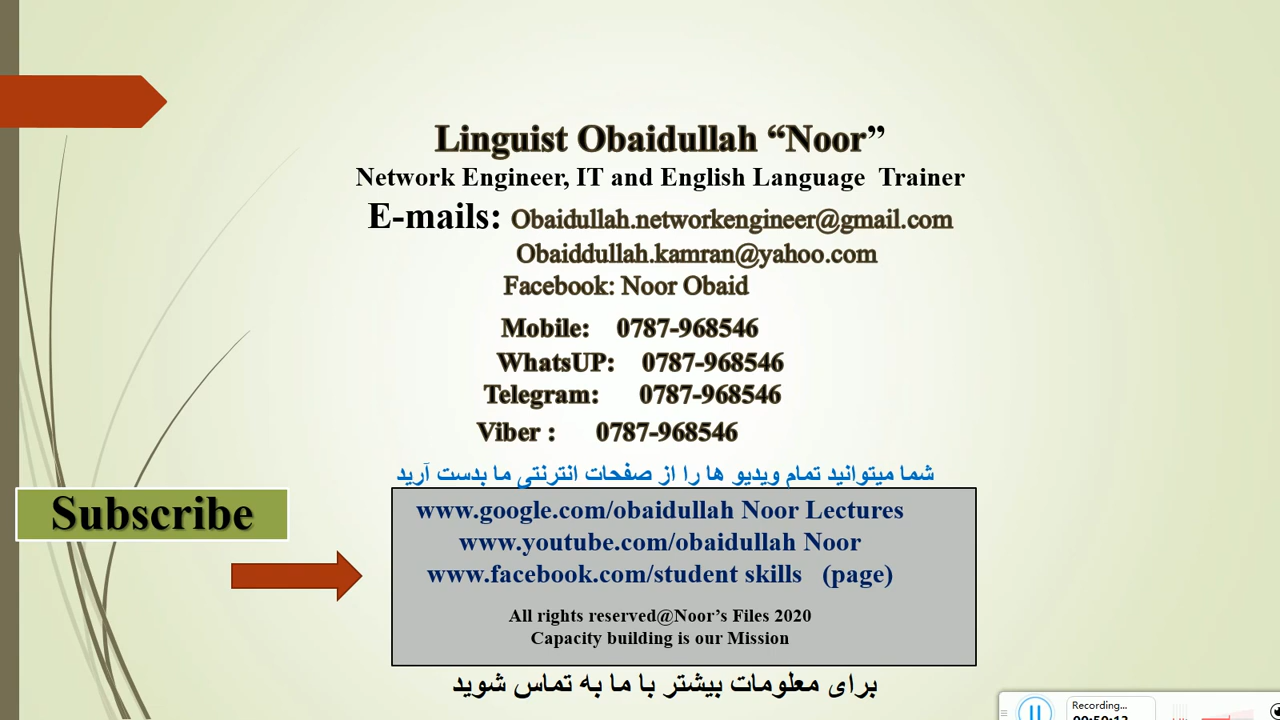 Linguist Obaidullah “Noor”
Network Engineer, IT and English Language Trainer
E-mails: Obaidullah.networkengineer@gmail.com
Obaiddullah.kamran@yahoo.com
Facebook: Noor Obaid
Mobile: 0787-968546
WhatsUP: 0787-968546
Telegram: 0787-968546
Viber : 0787-968546
شما میتوانید تمام ویدیو ها را از صفحات انترنتی ما بدست آرید
Subscribe
www.google.com/obaidullah Noor Lectures
www.youtube.com/obaidullah Noor
www.facebook.com/student skills (page)
All rights reserved@Noor’s Files 2020
Capacity building is our Mission
برای معلومات بیشتر با ما به تماس شوید
Recording...